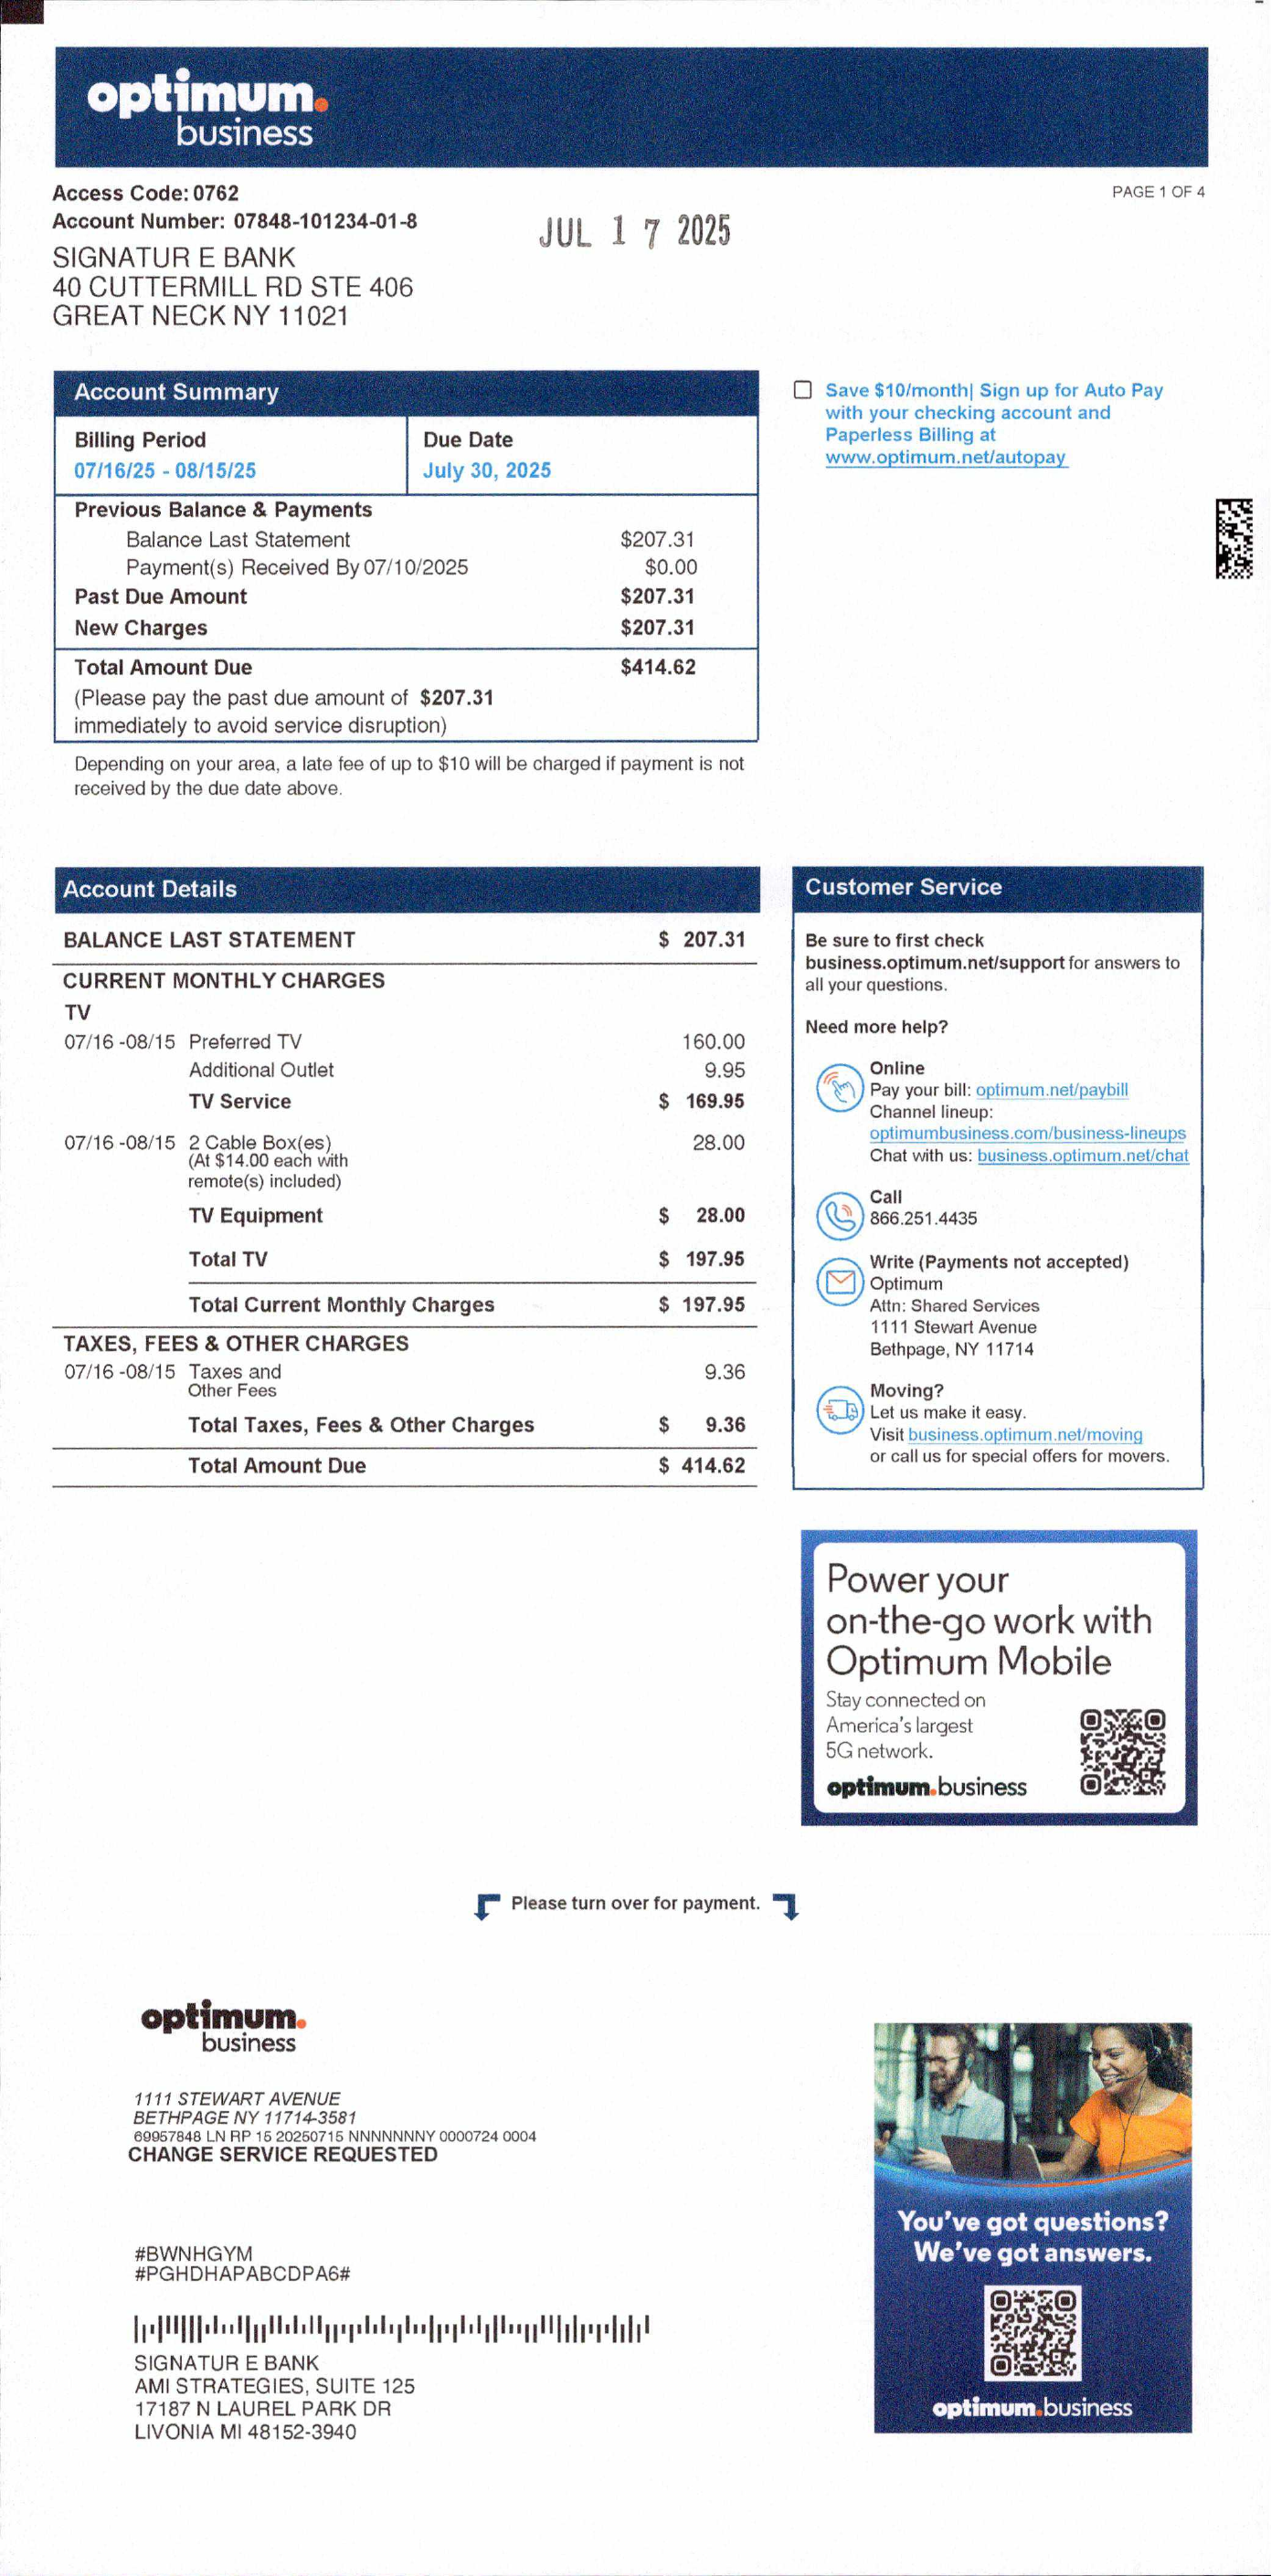 optimum.
business
Access Code: 0762
PAGE 1 OF 4
Account Number: 07848-101234-01-8
JUL 17 2025
SIGNATUR E BANK
40 CUTTERMILL RD STE 406
GREAT NECK NY 11021
Account Summary
Billing Period
Due Date
07/16/25 - 08/15/25
July 30, 2025
Previous Balance & Payments
Balance Last Statement $207.31
Payment(s) Received By 07/10/2025 $0.00
Past Due Amount $207.31
New Charges $207.31
Total Amount Due $414.62
(Please pay the past due amount of $207.31
immediately to avoid service disruption)
Depending on your area, a late fee of up to $10 will be charged if payment is not
received by the due date above.
Save $10/month| Sign up for Auto Pay
with your checking account and
Paperless Billing at
www.optimum.net/autopay
Account Details
BALANCE LAST STATEMENT $ 207.31
CURRENT MONTHLY CHARGES
TV
07/16 -08/15 Preferred TV 160.00
Additional Outlet 9.95
TV Service $ 169.95
07/16 -08/15 2 Cable Box(es) 28.00
(At $14.00 each with
remote(s) included)
TV Equipment $ 28.00
Total TV $ 197.95
Total Current Monthly Charges $ 197.95
TAXES, FEES & OTHER CHARGES
07/16 -08/15 Taxes and 9.36
Other Fees
Total Taxes, Fees & Other Charges $ 9.36
Total Amount Due $ 414.62
Customer Service
Be sure to first check
business.optimum.net/support for answers to
all your questions.
Need more help?
Online
Pay your bill: optimum.net/paybill
Channel lineup:
optimumbusiness.com/business-lineups
Chat with us: business.optimum.net/chat
Call
866.251.4435
Write (Payments not accepted)
Optimum
Attn: Shared Services
1111 Stewart Avenue
Bethpage, NY 11714
Moving?
Let us make it easy.
Visit business.optimum.net/moving
or call us for special offers for movers.
Power your
on-the-go work with
Optimum Mobile
Stay connected on
America's largest
5G network.
optimum.business
Please turn over for payment.
optimum.
business
1111 STEWART AVENUE
BETHPAGE NY 11714-3581
69957848 LN RP 15 20250715 NNNNNNNY 0000724 0004
CHANGE SERVICE REQUESTED
#BWNHGYM
#PGHDHAPABCDPA6#
SIGNATUR E BANK
AMI STRATEGIES, SUITE 125
17187 N LAUREL PARK DR
LIVONIA MI 48152-3940
You've got questions?
We've got answers.
optimum.business